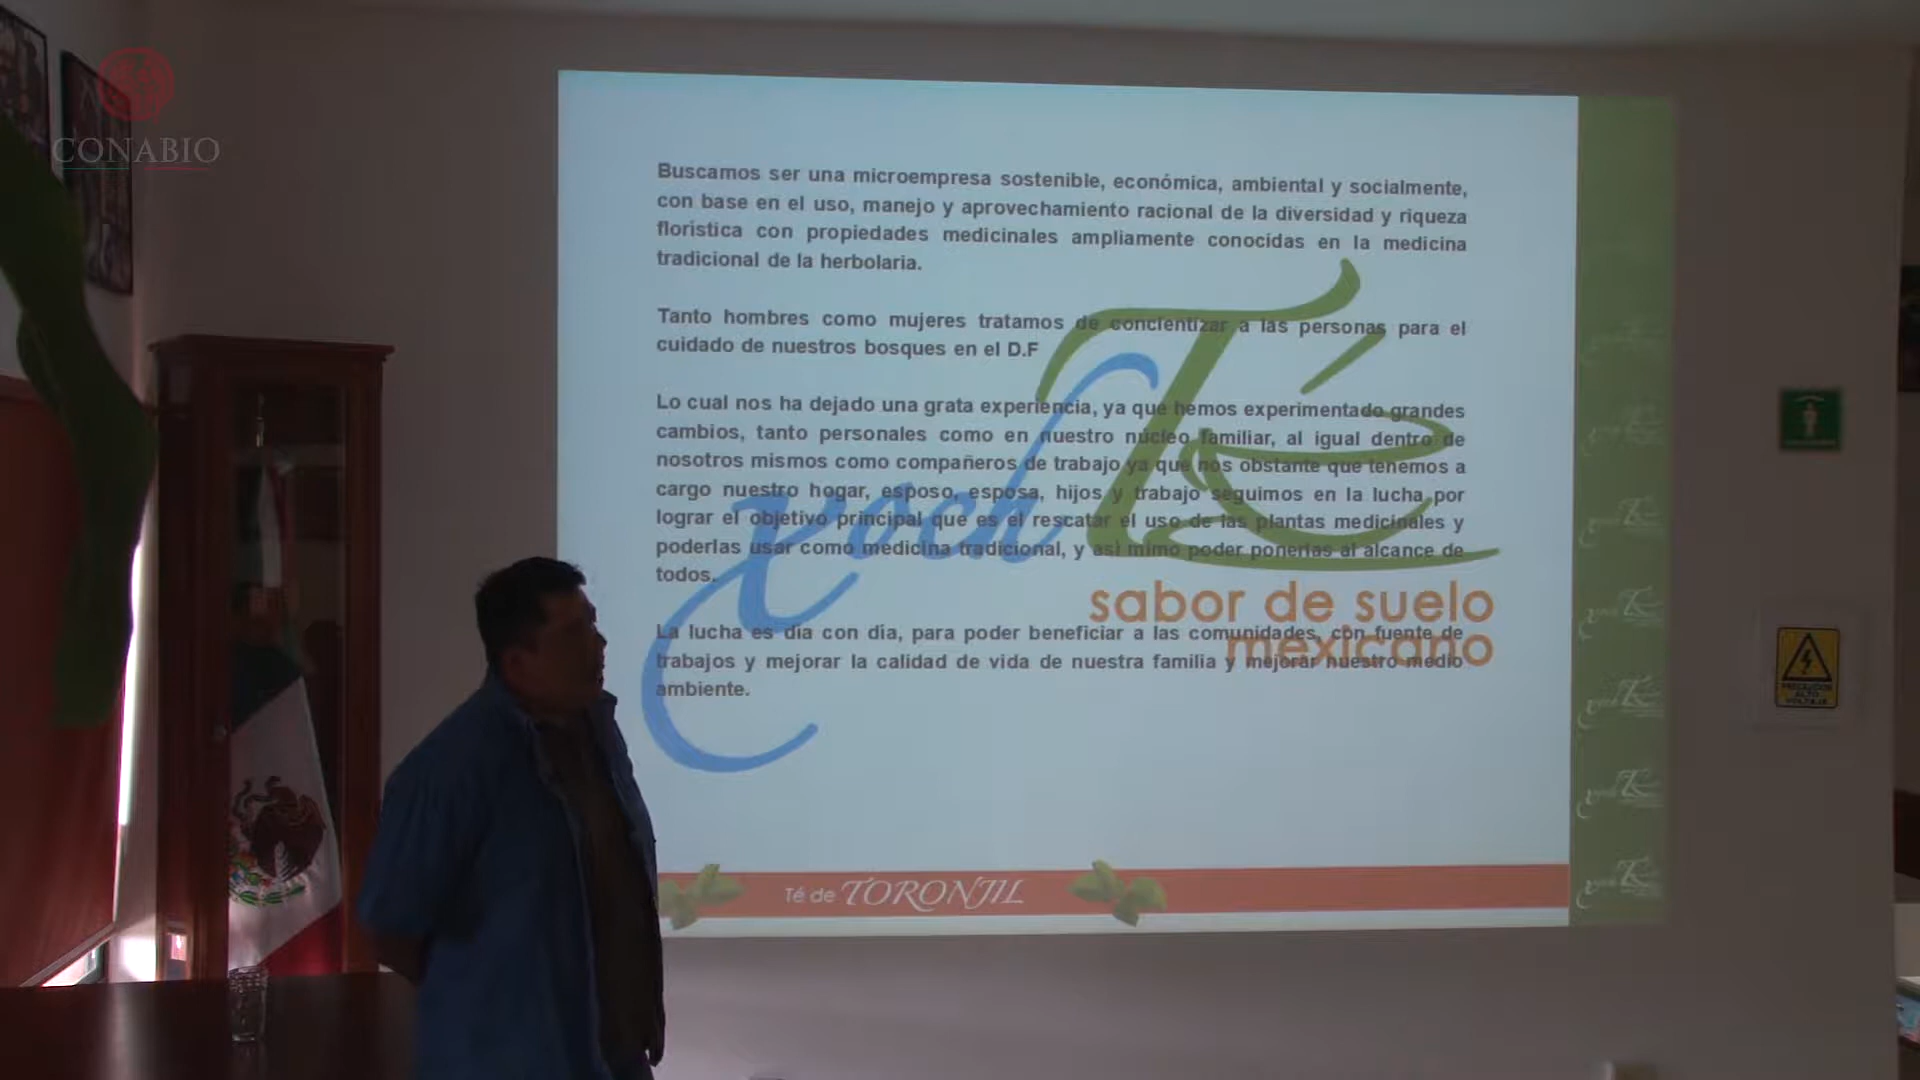 CONABIO
Buscamos ser una microempresa sostenible, económica, ambiental y socialmente,
con base en el uso, manejo y aprovechamiento racional de la diversidad y riqueza
florística con propiedades medicinales ampliamente conocidas en la medicina
tradicional de la herbolaria.
Tanto hombres como mujeres tratamos de concientizar a las personas para el
cuidado de nuestros bosques en el D.F
Lo cual nos ha dejado una grata experiencia, ya que hemos experimentado grandes
cambios, tanto personales como en nuestro núcleo familiar, al igual dentro de
nosotros mismos como compañeros de trabajo ya que nos obstante que tenemos a
cargo nuestro hogar, esposo, esposa, hijos y trabajo seguimos en la lucha por
lograr el objetivo principal que es el rescatar el uso de las plantas medicinales y
poderlas usar como medicina tradicional, y así mimo poder ponerlas al alcance de
todos.
La lucha es día con día, para poder beneficiar a las comunidades, con fuente de
trabajos y mejorar la calidad de vida de nuestra familia y mejorar nuestro medio
ambiente.
xoch Té
sabor de suelo
mexicano
Té de TORONJIL
PRECAUCIÓN
ALTO
VOLTAJE